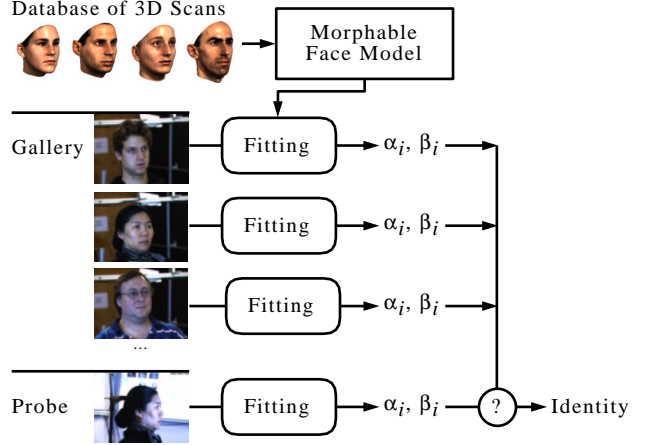 Database of 3D Scans
Morphable
Face Model
Gallery
Fitting
αi, βi
Fitting
αi, βi
Fitting
αi, βi
...
Probe
Fitting
αi, βi
?
Identity